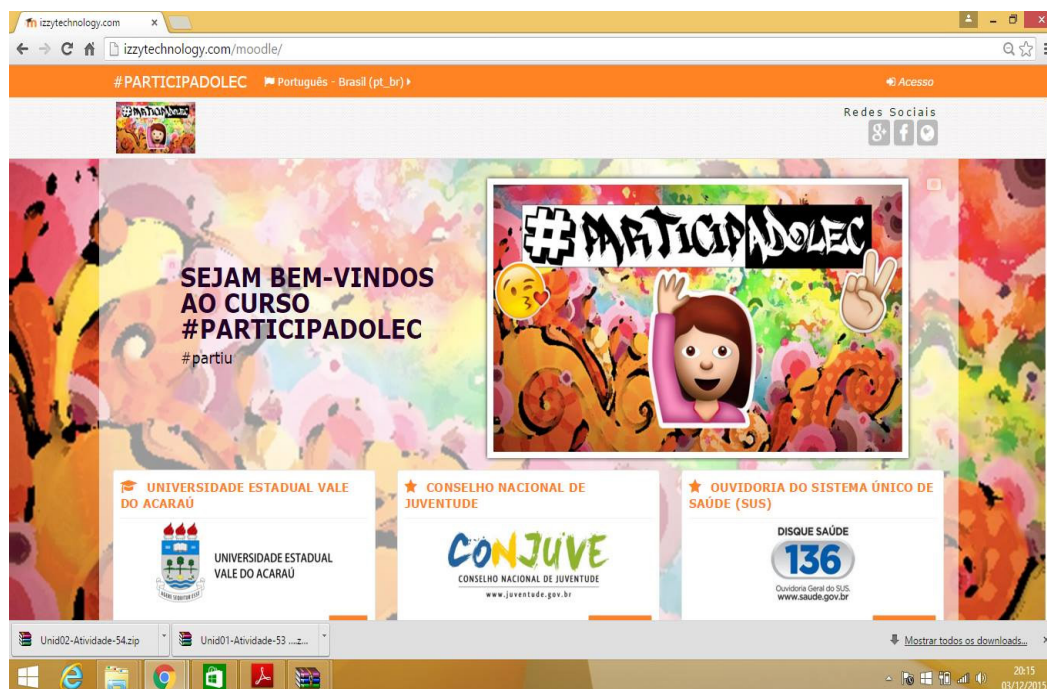 izzytechnology.com
izzytechnology.com/moodle/
#PARTICIPADOLEC
Português - Brasil (pt_br)
Acesso
#PARTICIPADOLEC
Redes Sociais
#PARTICIPADOLEC
SEJAM BEM-VINDOS
AO CURSO
#PARTICIPADOLEC
#partiu
UNIVERSIDADE ESTADUAL VALE
DO ACARAÚ
UNIVERSIDADE ESTADUAL
VALE DO ACARAÚ
CONSELHO NACIONAL DE
JUVENTUDE
CONJUVE
CONSELHO NACIONAL DE JUVENTUDE
www.juventude.gov.br
OUVIDORIA DO SISTEMA ÚNICO DE
SAÚDE (SUS)
DISQUE SAÚDE
136
Ouvidoria Geral do SUS.
www.saude.gov.br
Unid02-Atividade-54.zip
Unid01-Atividade-53 ....z...
Mostrar todos os downloads...
20:15
03/12/2015